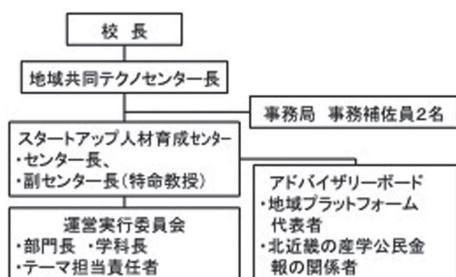 校 長
地域共同テクノセンター長
事務局 事務補佐員2名
スタートアップ人材育成センター
・センター長、
・副センター長(特命教授)
アドバイザリーボード
・地域プラットフォーム
代表者
・北近畿の産学公民金
報の関係者
運営実行委員会
・部門長 ・学科長
・テーマ担当責任者